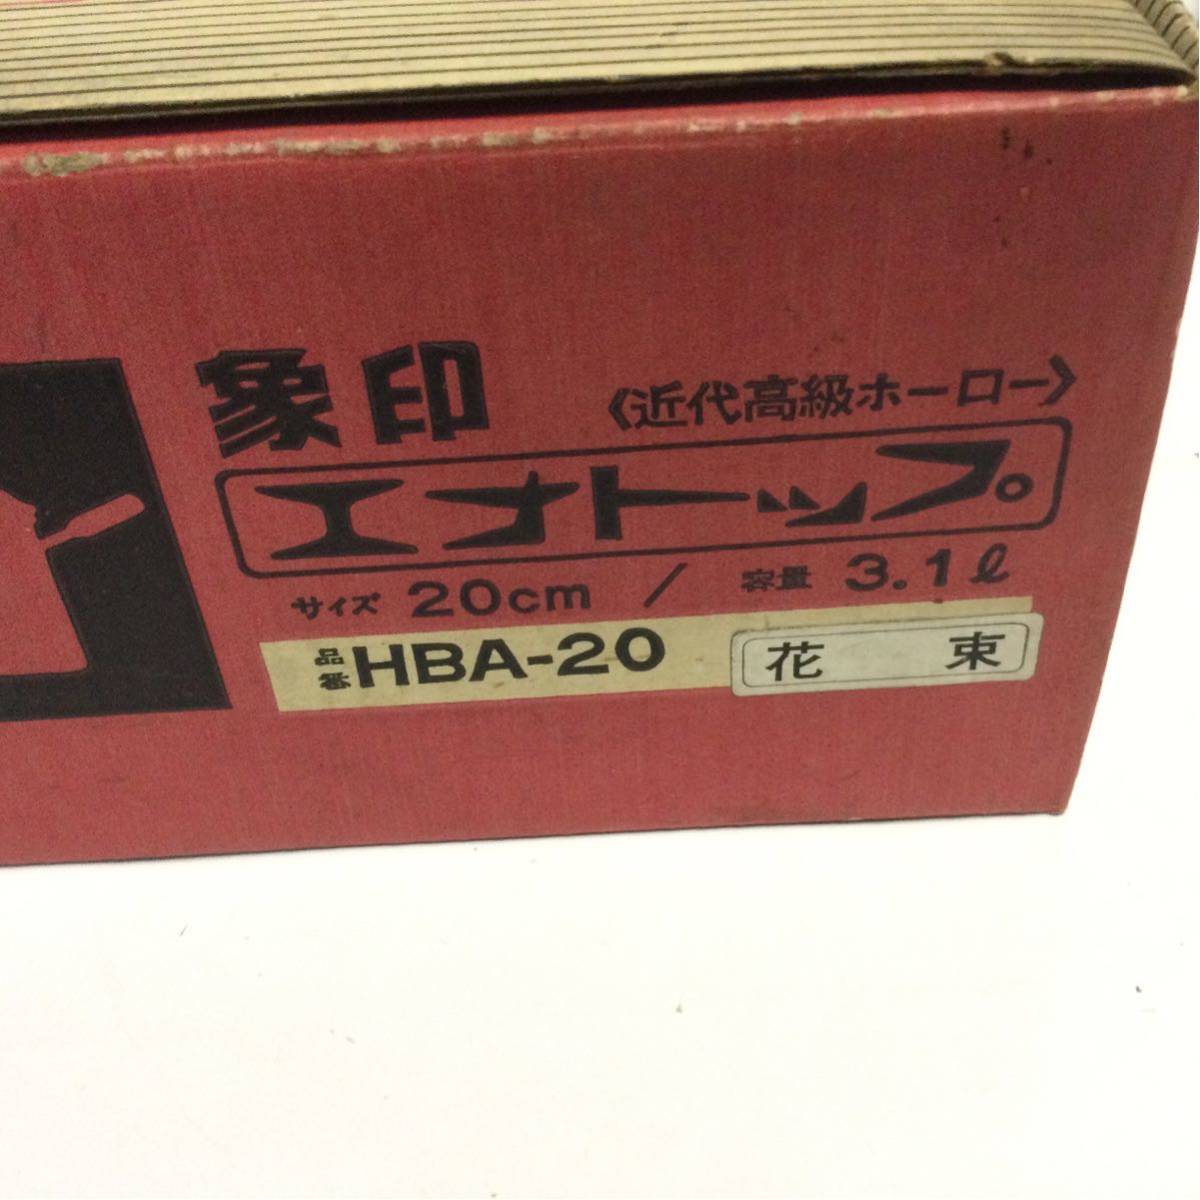 象印
《近代高級ホーロー》
エオトップ
サイズ 20cm / 容量 3.1ℓ
品番 HBA-20 花束